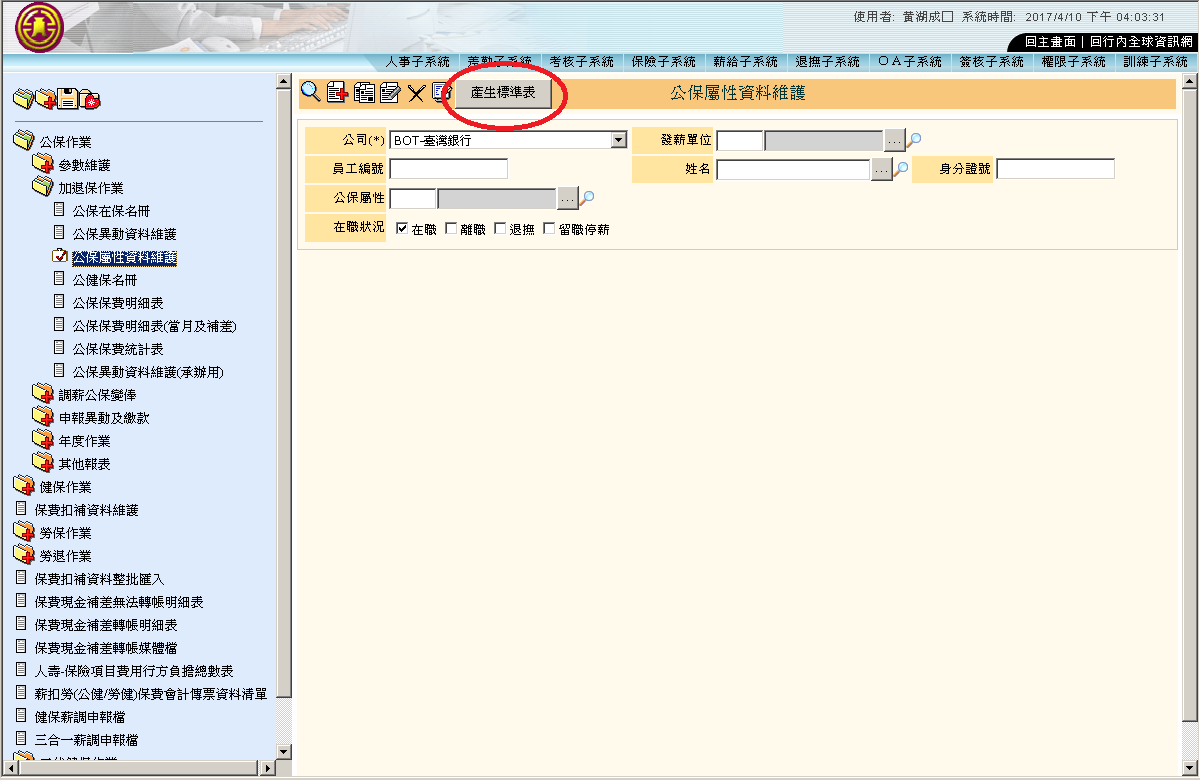 使用者 黃湖成□ 系統時間: 2017/4/10 下午 04:03:31
回主畫面 | 回行內全球資訊網
人事子系統 差勤子系統 考核子系統 保險子系統 薪給子系統 退撫子系統 ＯＡ子系統 簽核子系統 權限子系統 訓練子系統
產生標準表 公保屬性資料維護
公司(*) BOT-臺灣銀行 發薪單位 ...
員工編號 姓名 ... 身分證號
公保屬性 ...
在職狀況 在職 離職 退撫 留職停薪
公保作業
參數維護
加退保作業
公保在保名冊
公保異動資料維護
公保屬性資料維護
公健保名冊
公保保費明細表
公保保費明細表(當月及補差)
公保保費統計表
公保異動資料維護(承辦用)
調薪公保變俸
申報異動及繳款
年度作業
其他報表
健保作業
保費扣補資料維護
勞保作業
勞退作業
保費扣補資料整批匯入
保費現金補差無法轉帳明細表
保費現金補差轉帳明細表
保費現金補差轉帳媒體檔
人壽-保險項目費用行方負擔總數表
薪扣勞(公健/勞健)保費會計傳票資料清單
健保薪調申報檔
三合一薪調申報檔